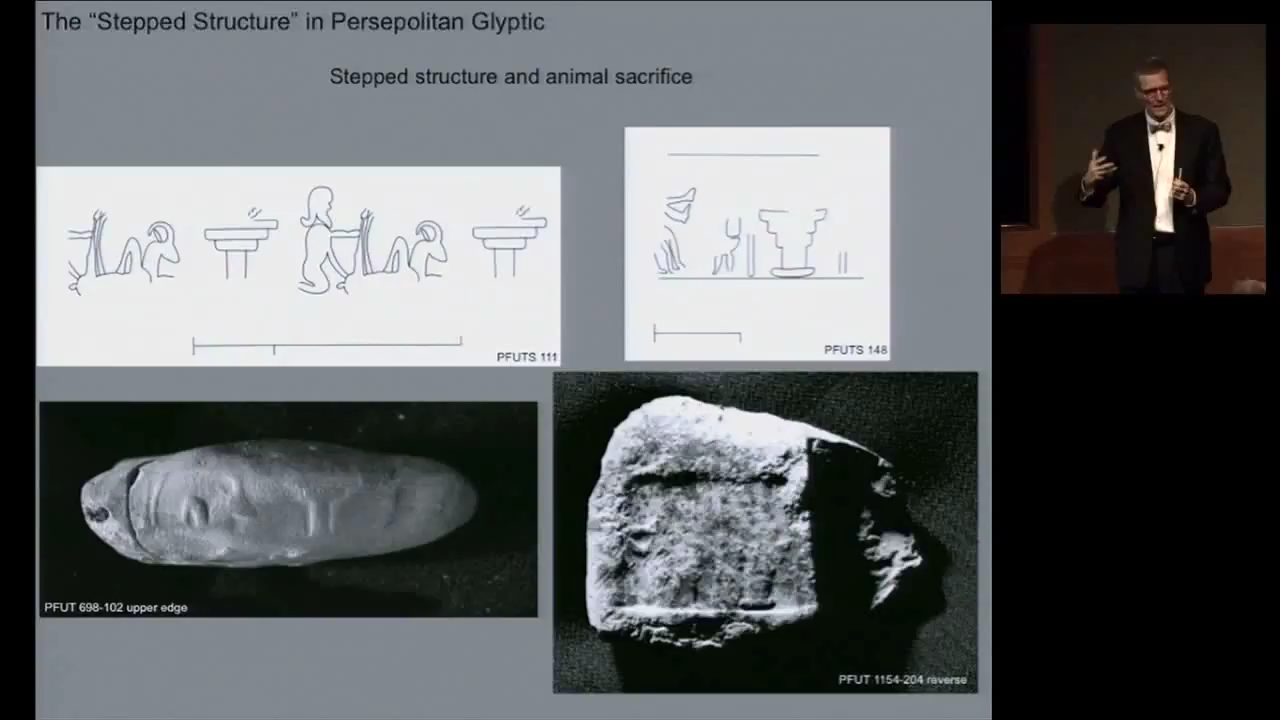 The “Stepped Structure” in Persepolitan Glyptic
Stepped structure and animal sacrifice
PFUTS 111
PFUTS 148
PFUT 698-102 upper edge
PFUT 1154-204 reverse